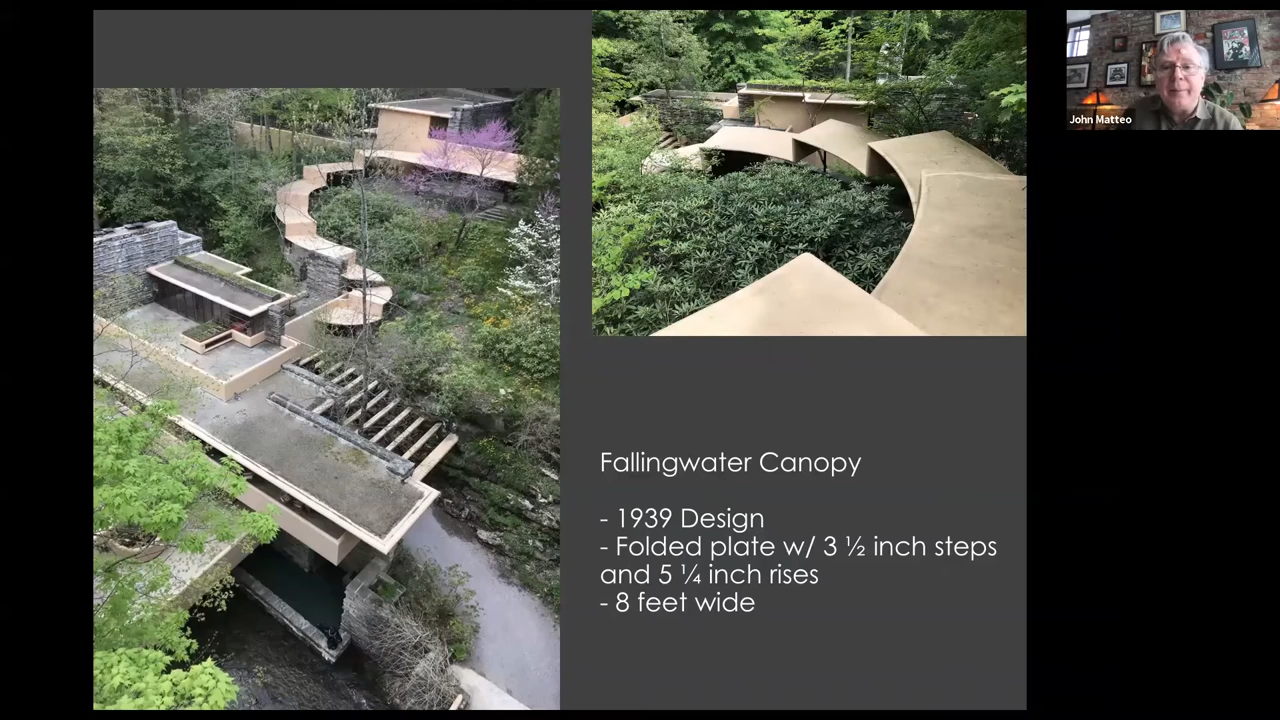 John Matteo
Fallingwater Canopy
- 1939 Design
- Folded plate w/ 3 ½ inch steps
and 5 ¼ inch rises
- 8 feet wide